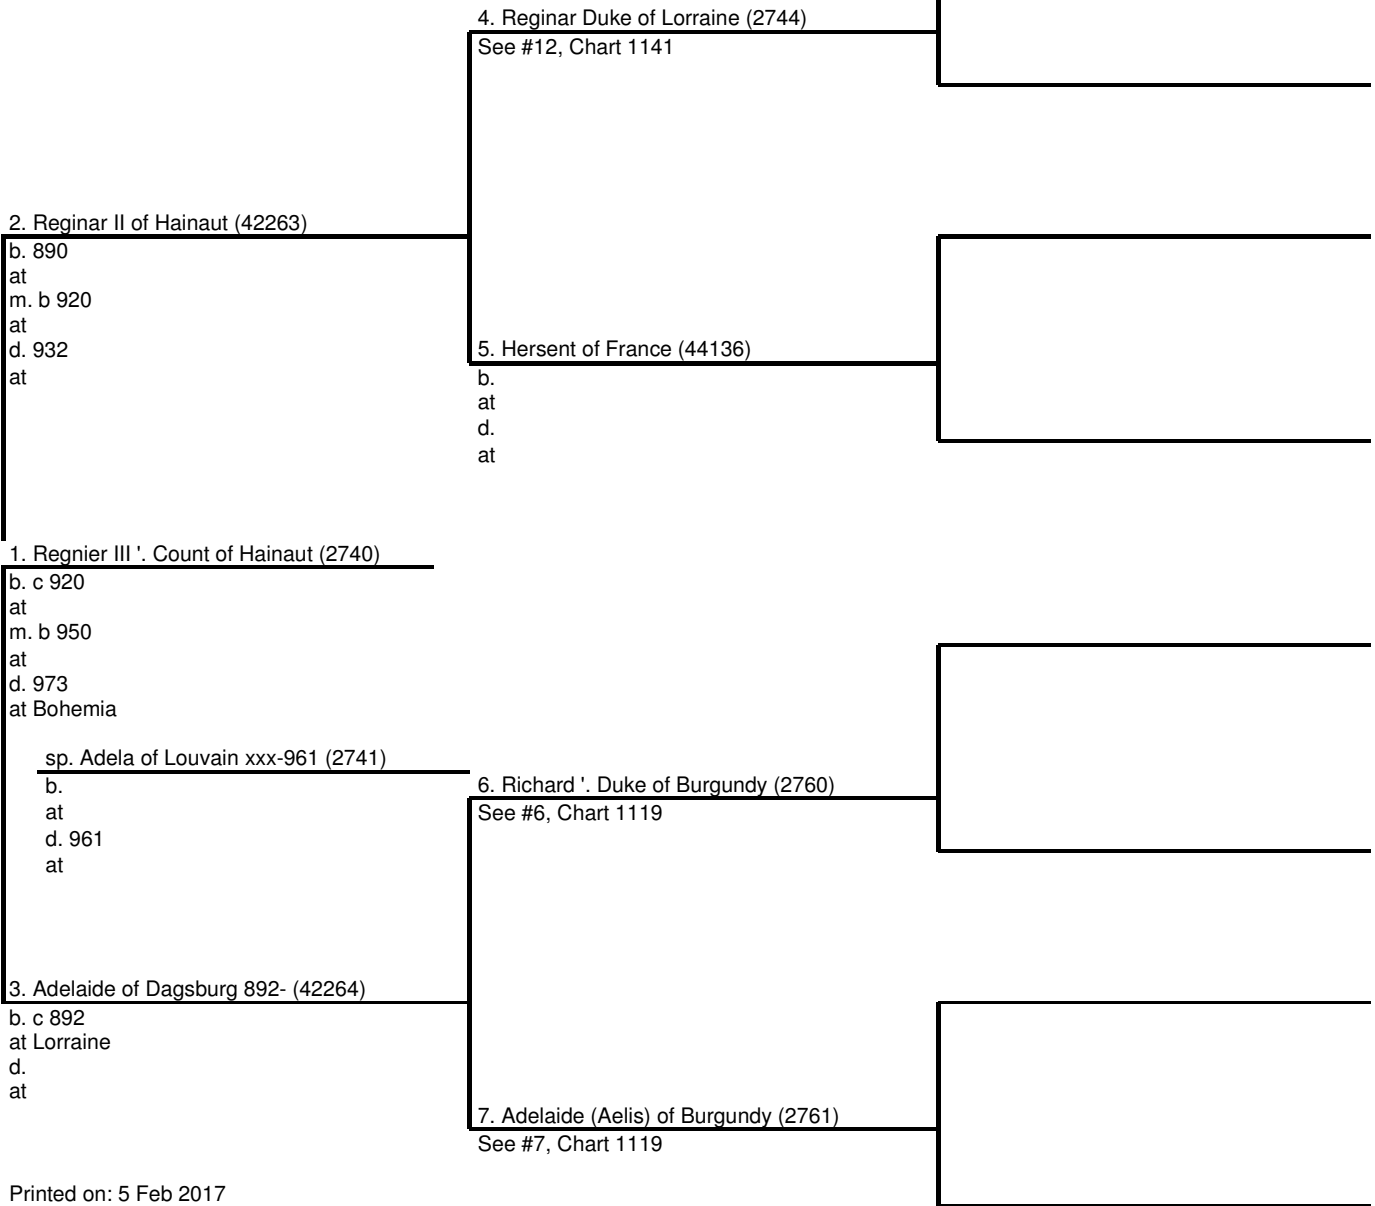 4. Reginar Duke of Lorraine (2744)
See #12, Chart 1141
2. Reginar II of Hainaut (42263)
b. 890
at
m. b 920
at
d. 932
at
5. Hersent of France (44136)
b.
at
d.
at
1. Regnier III '. Count of Hainaut (2740)
b. c 920
at
m. b 950
at
d. 973
at Bohemia
sp. Adela of Louvain xxx-961 (2741)
b.
at
d. 961
at
6. Richard '. Duke of Burgundy (2760)
See #6, Chart 1119
3. Adelaide of Dagsburg 892- (42264)
b. c 892
at Lorraine
d.
at
7. Adelaide (Aelis) of Burgundy (2761)
See #7, Chart 1119
Printed on: 5 Feb 2017